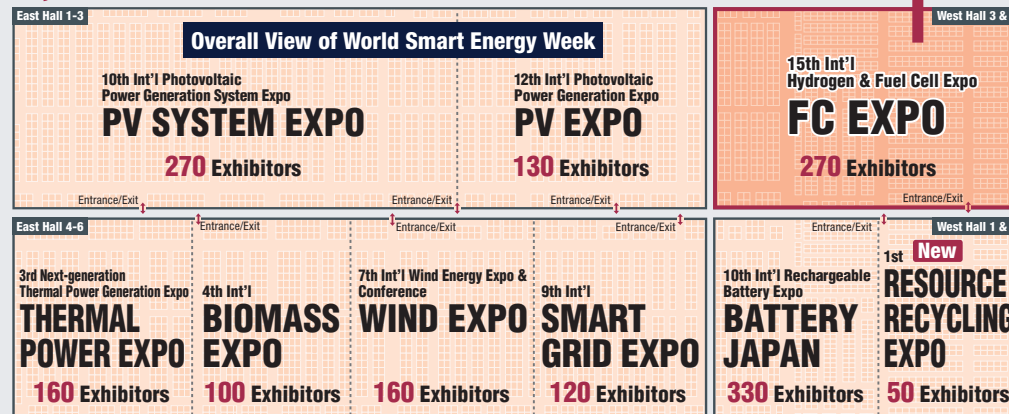 East Hall 1-3
Overall View of World Smart Energy Week
10th Int'l Photovoltaic
Power Generation System Expo
PV SYSTEM EXPO
270 Exhibitors
12th Int'l Photovoltaic
Power Generation Expo
PV EXPO
130 Exhibitors
Entrance/Exit
Entrance/Exit
Entrance/Exit
West Hall 3 &
15th Int'l
Hydrogen & Fuel Cell Expo
FC EXPO
270 Exhibitors
Entrance/Exit
East Hall 4-6
Entrance/Exit
Entrance/Exit
Entrance/Exit
3rd Next-generation
Thermal Power Generation Expo
THERMAL
POWER EXPO
160 Exhibitors
4th Int'l
BIOMASS
EXPO
100 Exhibitors
7th Int'l Wind Energy Expo &
Conference
WIND EXPO
160 Exhibitors
9th Int'l
SMART
GRID EXPO
120 Exhibitors
Entrance/Exit
West Hall 1 &
10th Int'l Rechargeable
Battery Expo
BATTERY
JAPAN
330 Exhibitors
1st New
RESOURCE
RECYCLING
EXPO
50 Exhibitors